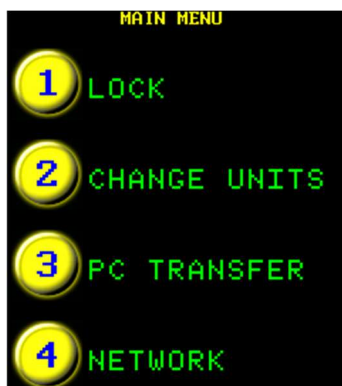 MAIN MENU
1 LOCK
2 CHANGE UNITS
3 PC TRANSFER
4 NETWORK